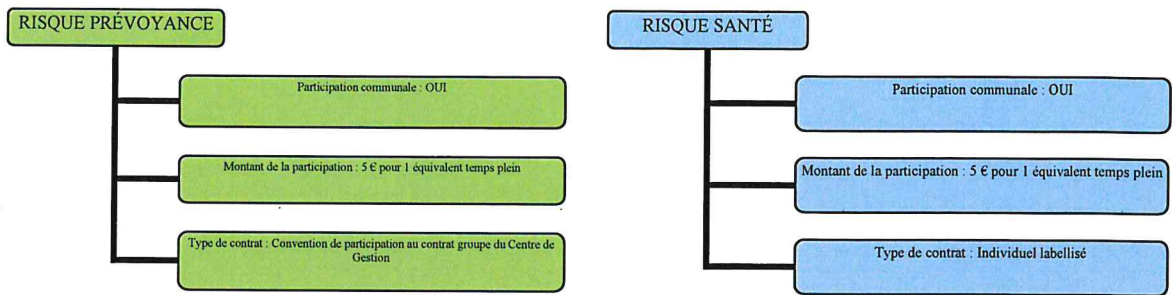 RISQUE PRÉVOYANCE
Participation communale : OUI
Montant de la participation : 5 € pour 1 équivalent temps plein
Type de contrat : Convention de participation au contrat groupe du Centre de
Gestion
RISQUE SANTÉ
Participation communale : OUI
Montant de la participation : 5 € pour 1 équivalent temps plein
Type de contrat : Individuel labellisé